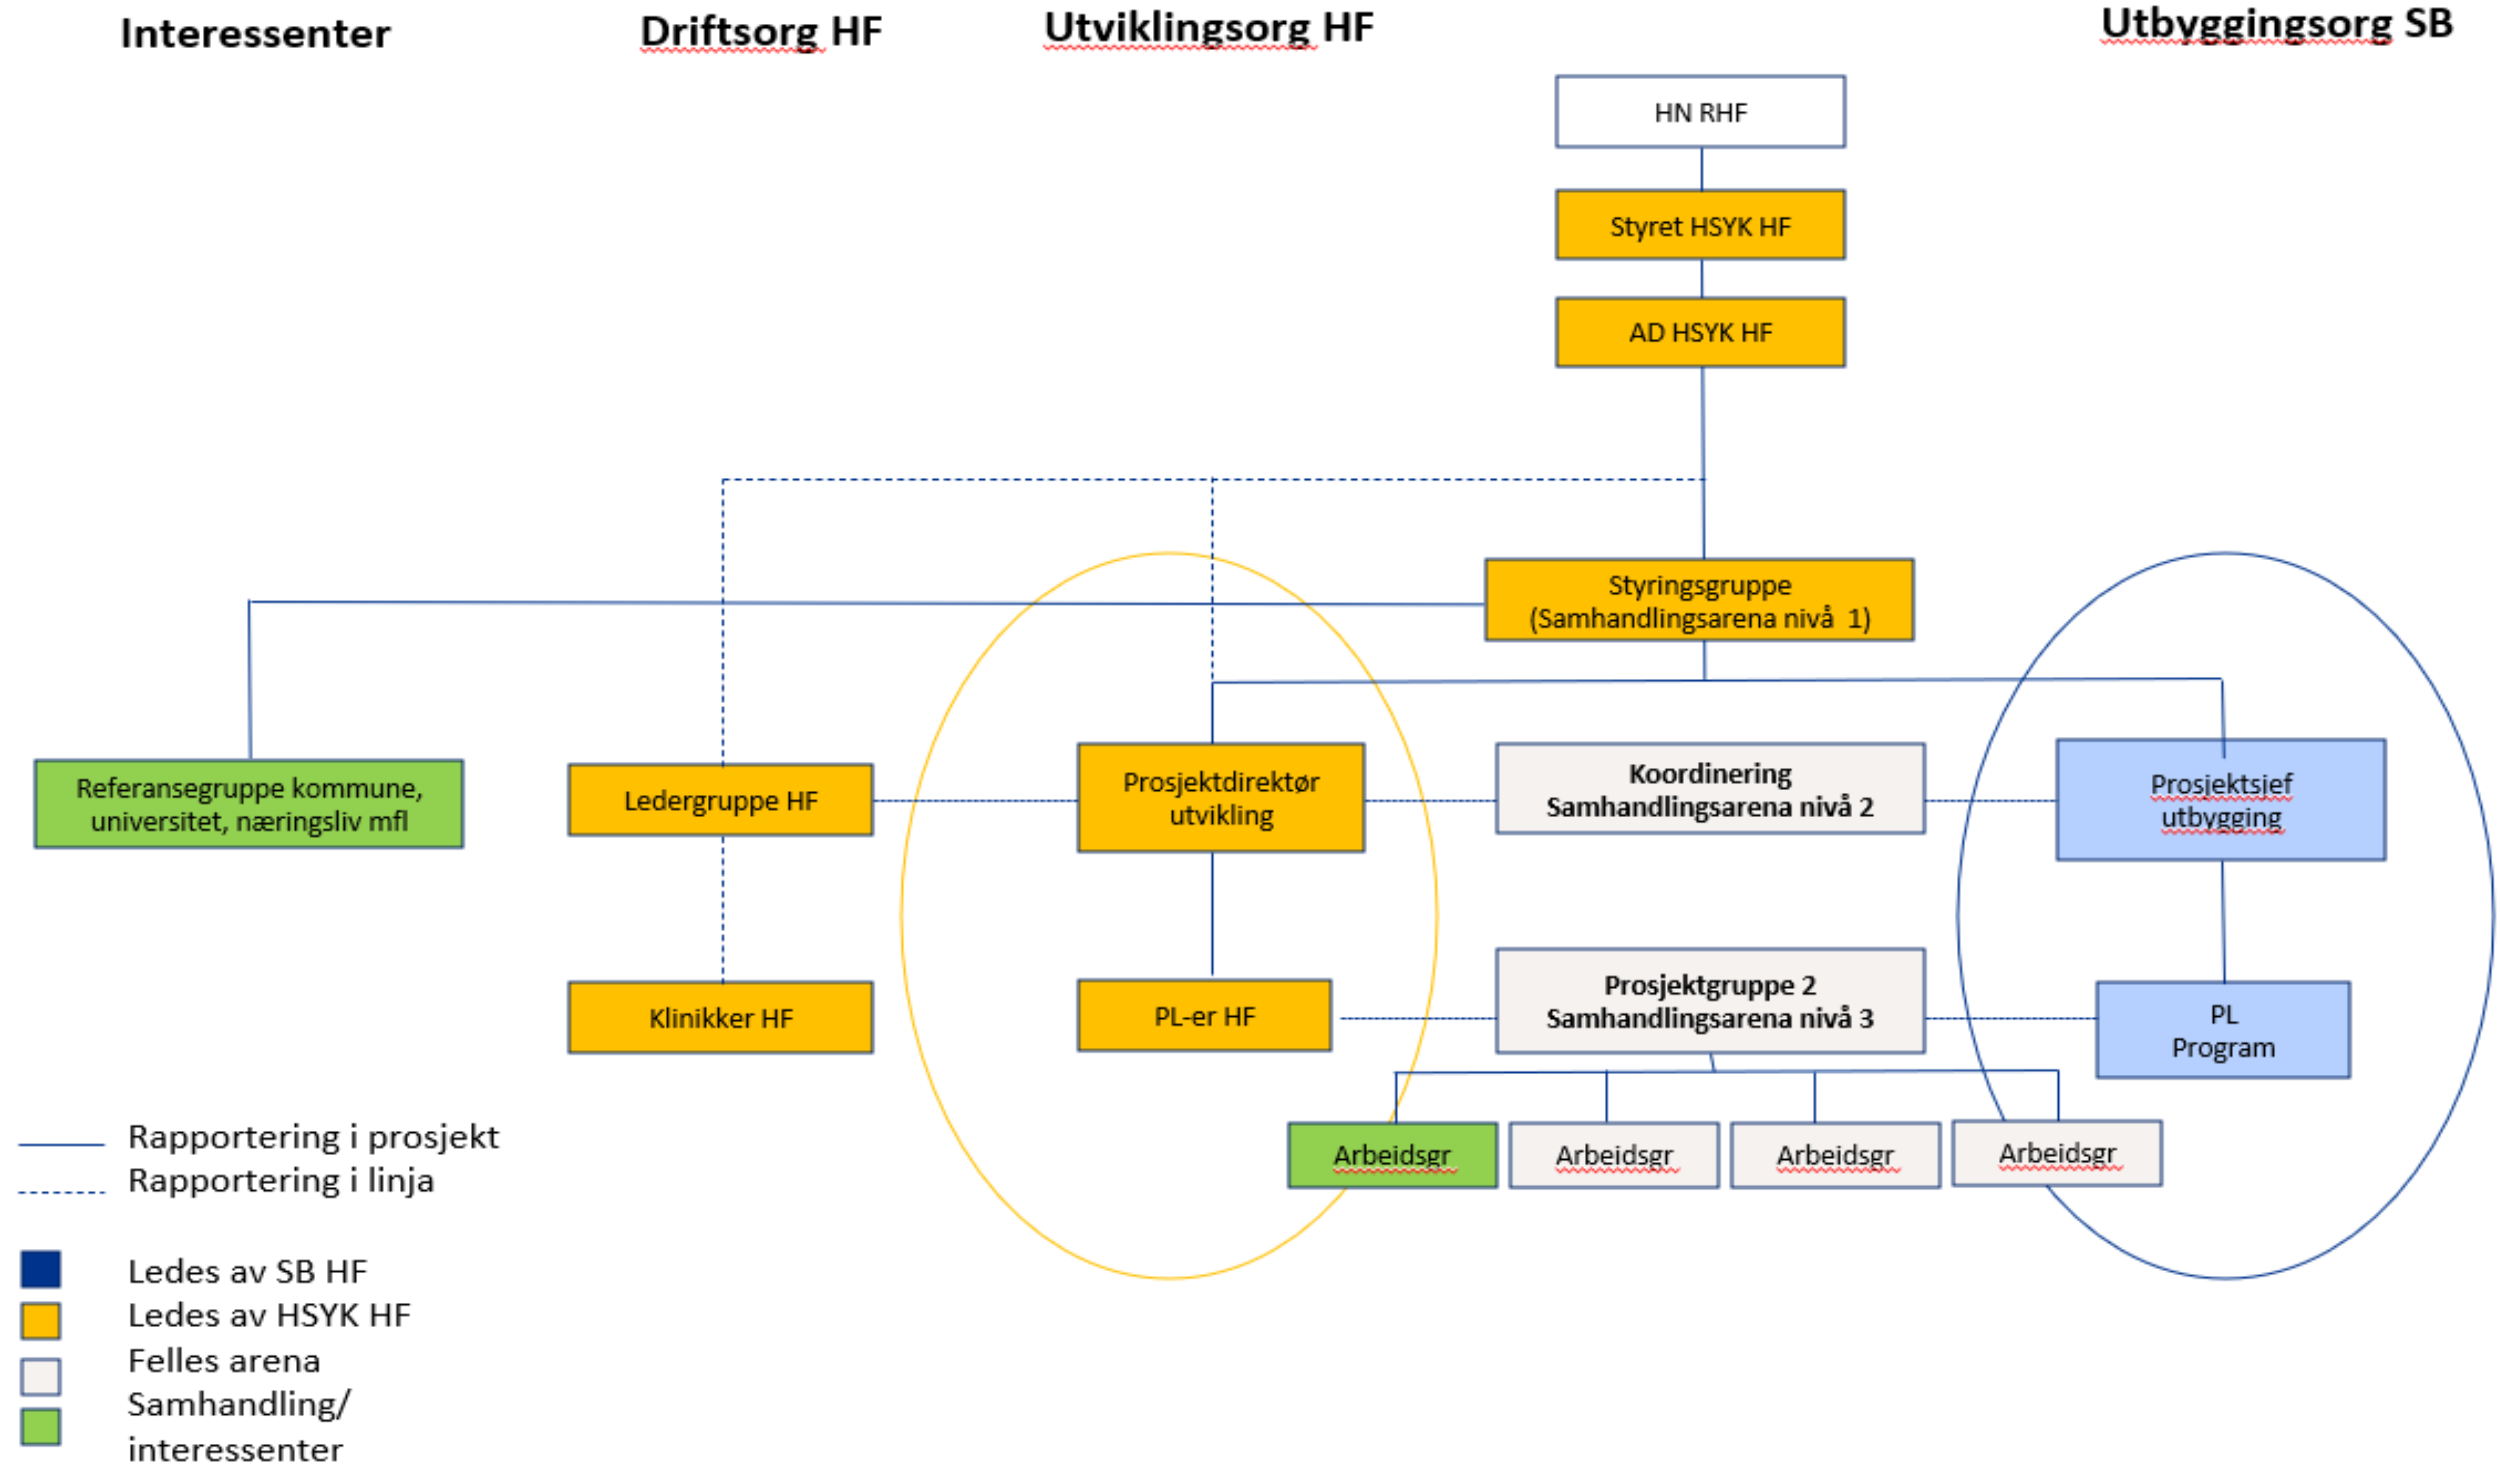 Interessenter
Driftsorg HF
Utviklingsorg HF
Utbyggingsorg SB
HN RHF
Styret HSYK HF
AD HSYK HF
Styringsgruppe
(Samhandlingsarena nivå 1)
Referansegruppe kommune,
universitet, næringsliv mfl
Ledergruppe HF
Prosjektdirektør
utvikling
Koordinering
Samhandlingsarena nivå 2
Prosjektsjef
utbygging
Klinikker HF
PL-er HF
Prosjektgruppe 2
Samhandlingsarena nivå 3
PL
Program
Arbeidsgr
Arbeidsgr
Arbeidsgr
Arbeidsgr
Rapportering i prosjekt
Rapportering i linja
Ledes av SB HF
Ledes av HSYK HF
Felles arena
Samhandling/
interessenter